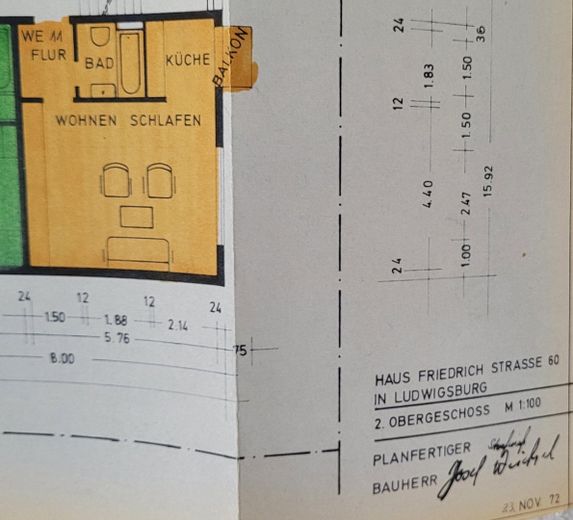 WE
FLUR
BAD
KÜCHE
BALKON
WOHNEN SCHLAFEN
24
12
12
24
1.50
1.88
2.14
5.76
8.00
75
24
36
1.83
1.50
12
1.50
4.40
2.47
15.92
24
1.00
HAUS FRIEDRICH STRASSE 60
IN LUDWIGSBURG
2. OBERGESCHOSS M 1:100
PLANFERTIGER
BAUHERR Josef
23. NOV 72